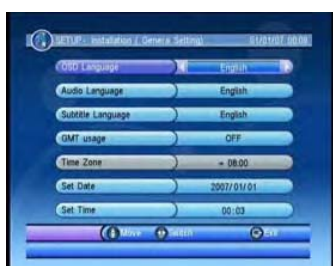 SETUP- Installation ( General Setting) 01/01/07 00:08
OSD Language English
Audio Language English
Subtitle Language English
GMT usage OFF
Time Zone + 08:00
Set Date 2007/ 01/ 01
Set Time 00 : 03
Move Switch Exit